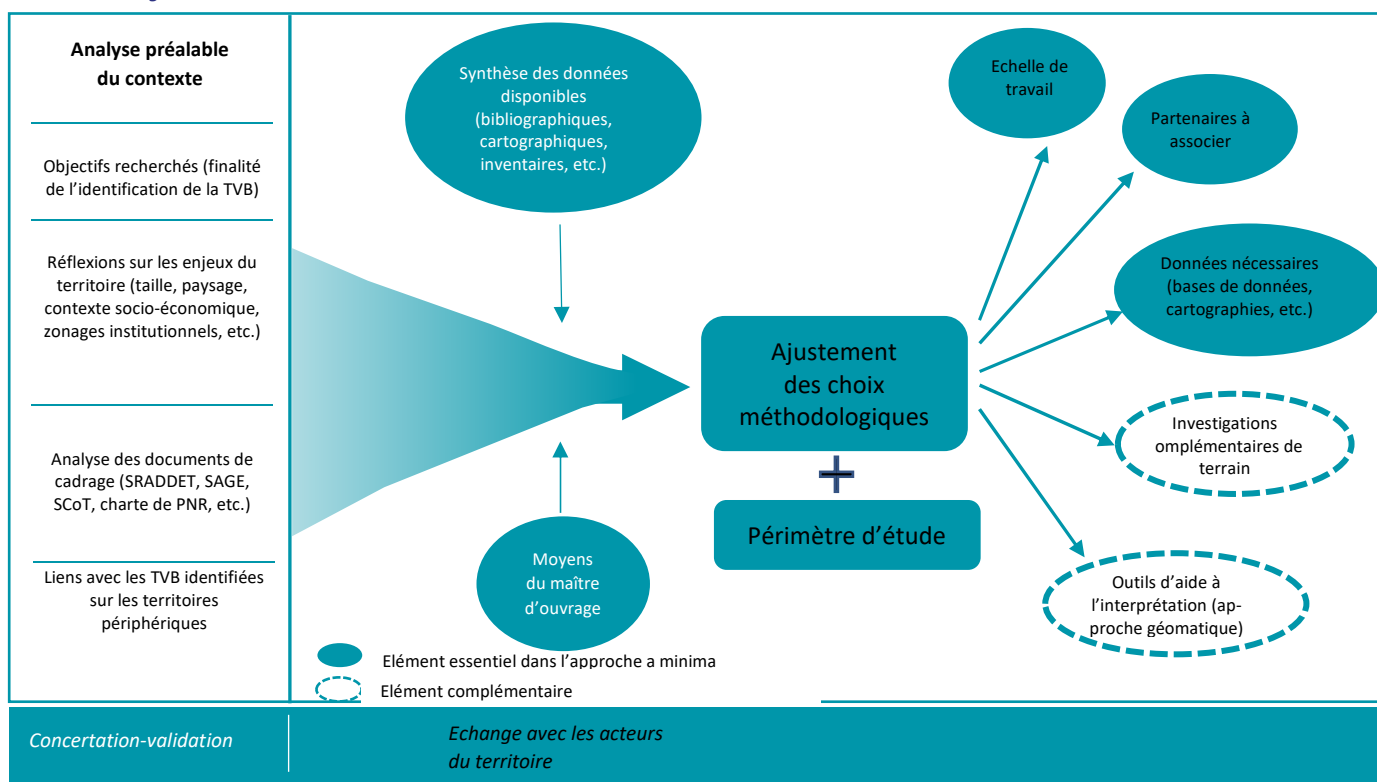 Analyse préalable
du contexte
Objectifs recherchés (finalité
de l'identification de la TVB)
Réflexions sur les enjeux du
territoire (taille, paysage,
contexte socio-économique,
zonages institutionnels, etc.)
Analyse des documents de
cadrage (SRADDET, SAGE,
SCoT, charte de PNR, etc.)
Liens avec les TVB identifiées
sur les territoires
périphériques
Synthèse des données
disponibles
(bibliographiques,
cartographiques,
inventaires, etc.)
Moyens
du maître
d'ouvrage
Ajustement
des choix
méthodologiques
+
Périmètre d'étude
Echelle de
travail
Partenaires à
associer
Données nécessaires
(bases de données,
cartographies, etc.)
Investigations
omplémentaires de
terrain
Outils d'aide à
l'interprétation (ap-
proche géomatique)
Elément essentiel dans l'approche a minima
Elément complémentaire
Concertation-validation
Echange avec les acteurs
du territoire